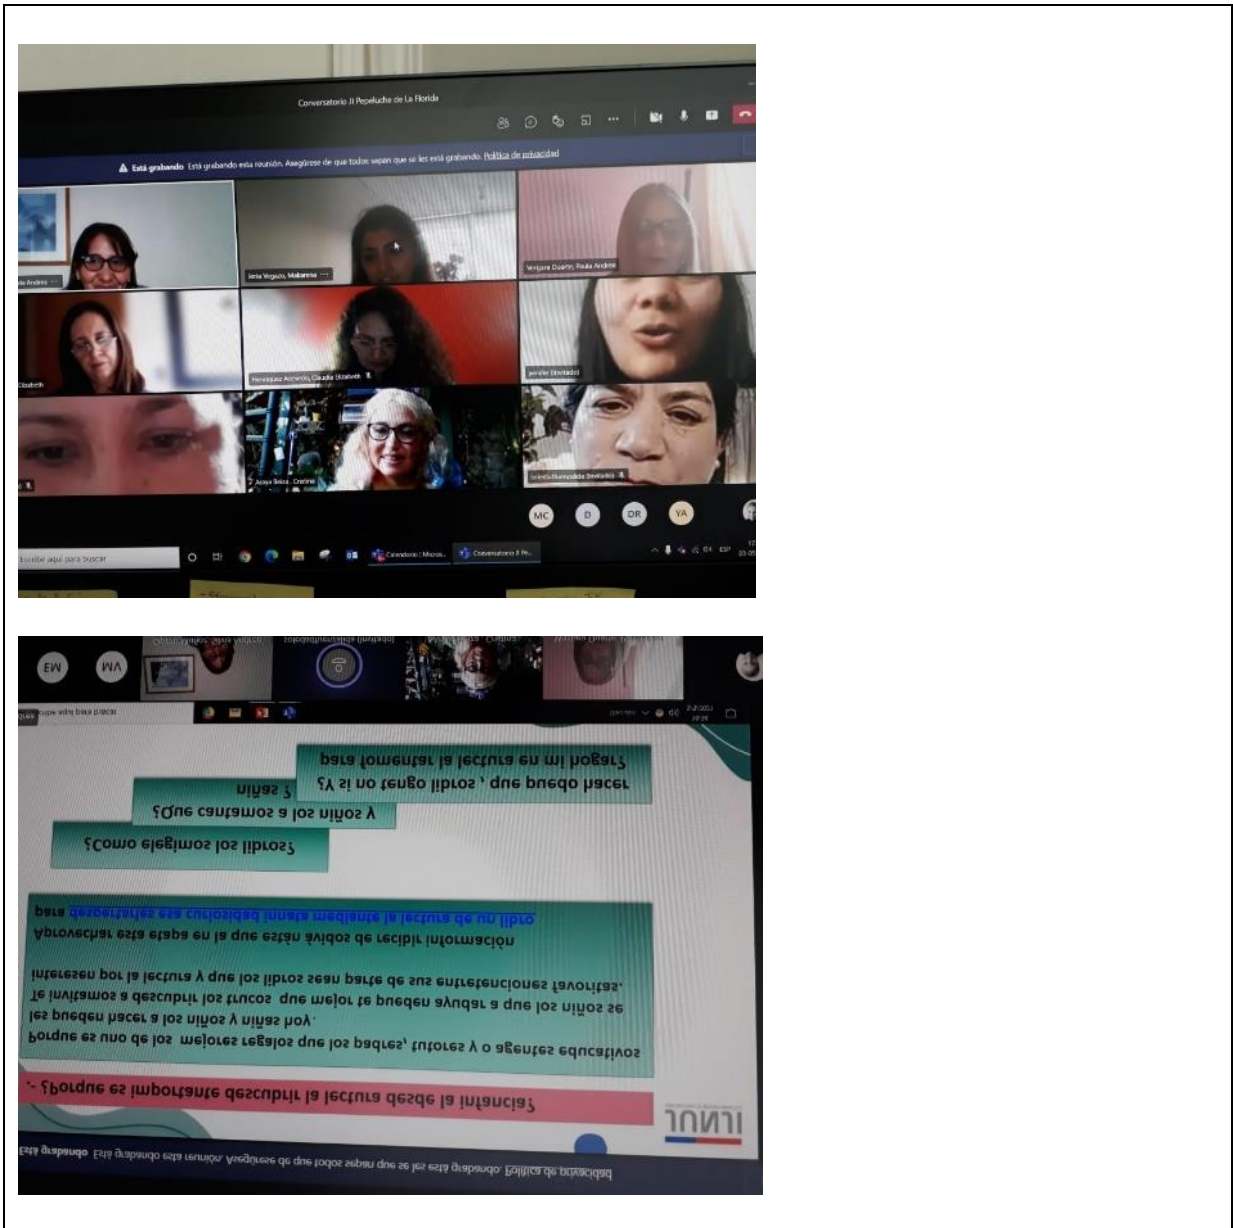 Conversatorio JI Pepeluche de La Florida
Está grabando Está grabando esta reunión. Asegúrese de que todos sepan que se les está grabando. Política de privacidad
Vergara Duarte, Paula Andrea
Elizabeth
Claudia Elizabeth
Jenifer (Invitado)
Cristina
(Invitado)
MC
D
DR
YA
Escribe aquí para buscar
Calendario | Micros...
Conversatorio JI Pe...
ESP
Está grabando Está grabando esta reunión. Asegúrese de que todos sepan que se les está grabando. Política de privacidad
JUNJI
.- ¿Porque es importante descubrir la lectura desde la infancia?
Porque es uno de los mejores regalos que los padres, tutores y o agentes educativos
les pueden hacer a los niños y niñas hoy.
Te invitamos a descubrir los trucos que mejor te pueden ayudar a que los niños se
interesen por la lectura y que los libros sean parte de sus entretenciones favoritas.
Aprovechar esta etapa en la que están ávidos de recibir información
para despertarles esa curiosidad innata mediante la lectura de un libro.
¿Como elegimos los libros?
¿Que cantamos a los niños y
niñas ?
¿Y si no tengo libros , que puedo hacer
para fomentar la lectura en mi hogar?
aquí para buscar
EM
MV
(Invitado)